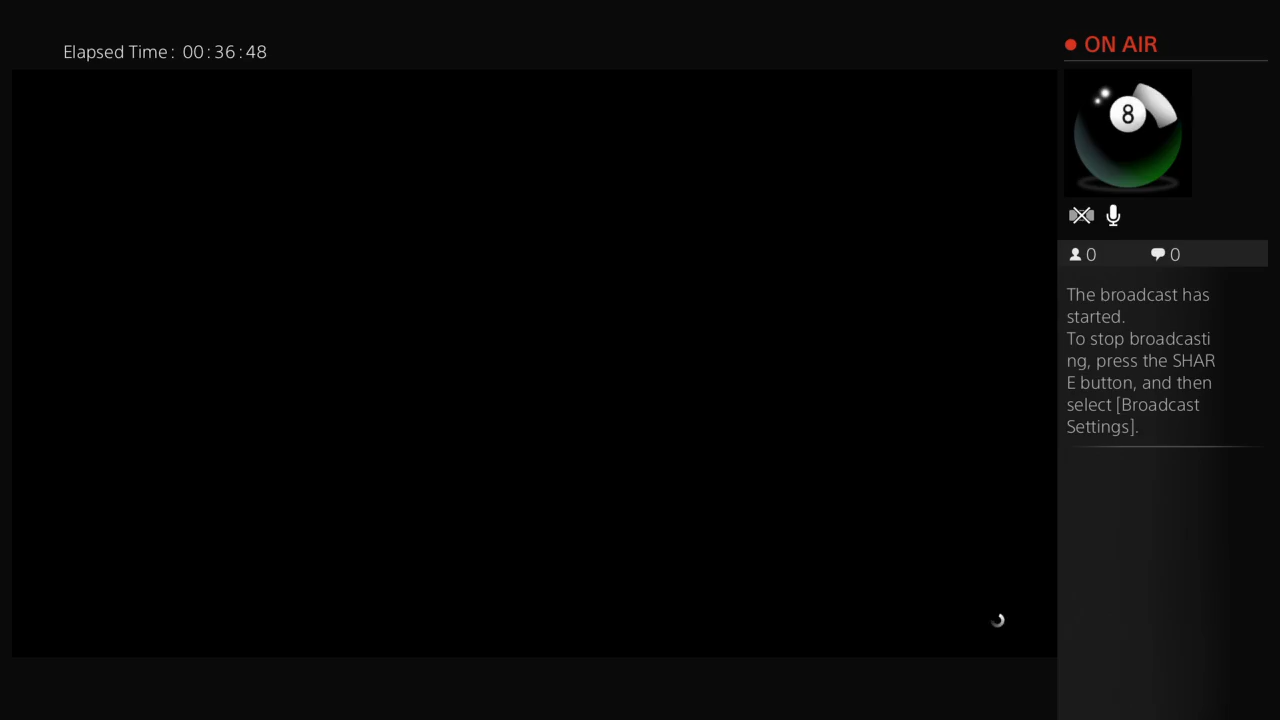 Elapsed Time: 00:36:48
ON AIR
8
0 0
The broadcast has
started.
To stop broadcasti
ng, press the SHAR
E button, and then
select [Broadcast
Settings].